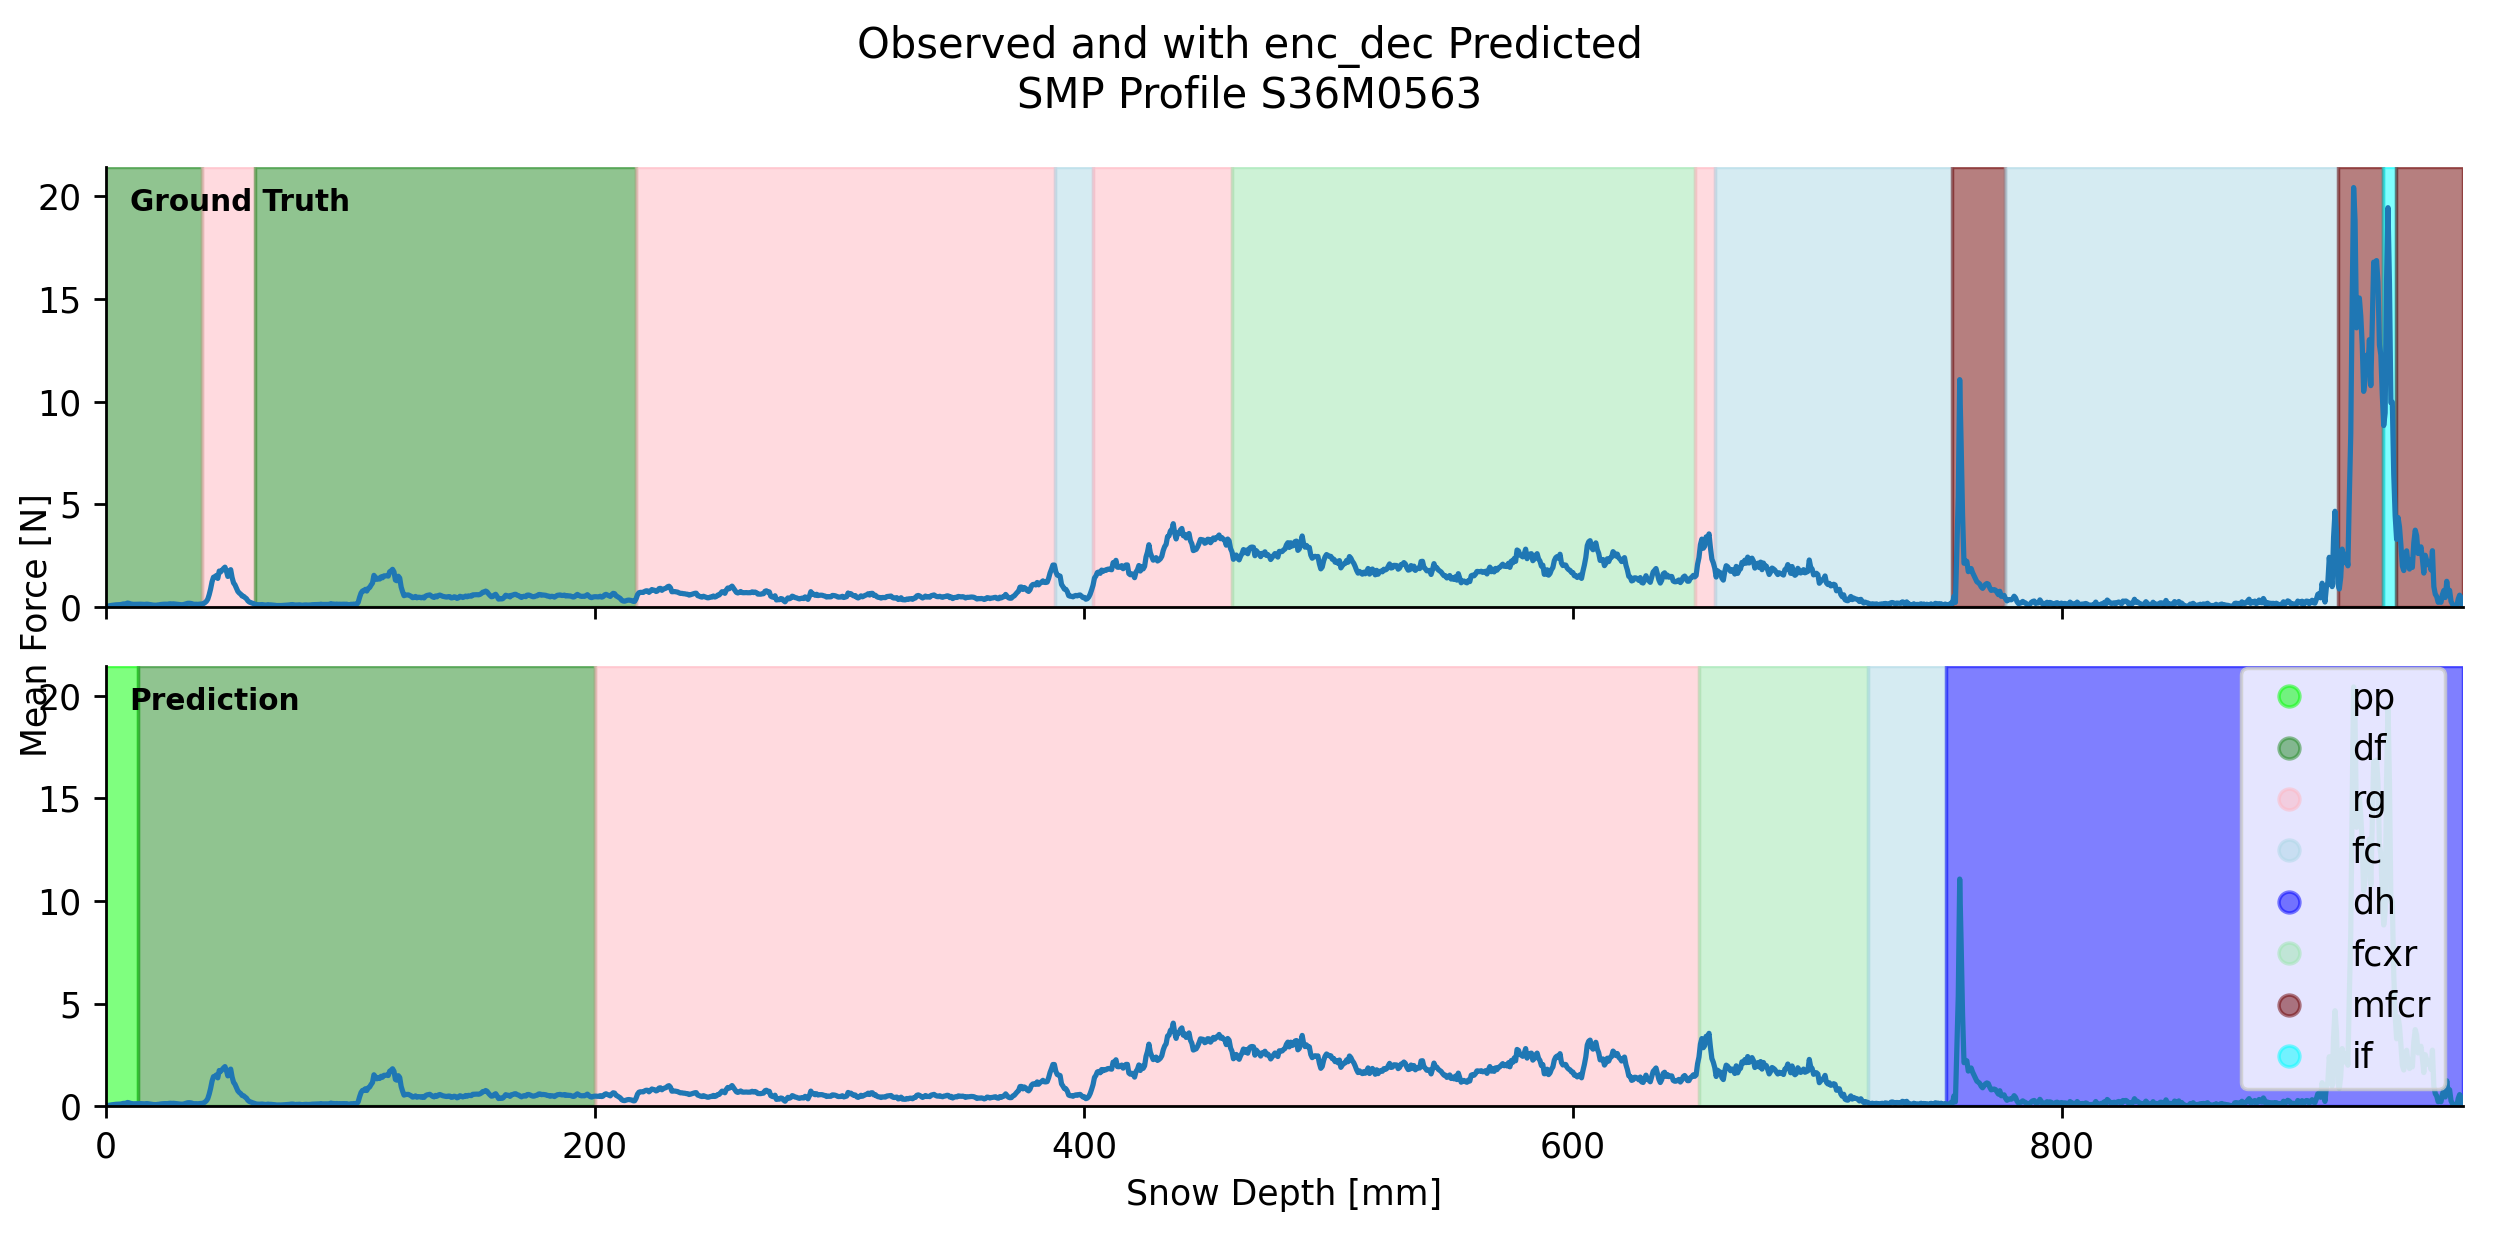 Observed and with enc_dec Predicted
SMP Profile S36M0563
Mean Force [N]
Ground Truth
20
15
10
5
0
Prediction
20
15
10
5
0
pp
df
rg
fc
dh
fcxr
mfcr
if
0 200 400 600 800
Snow Depth [mm]